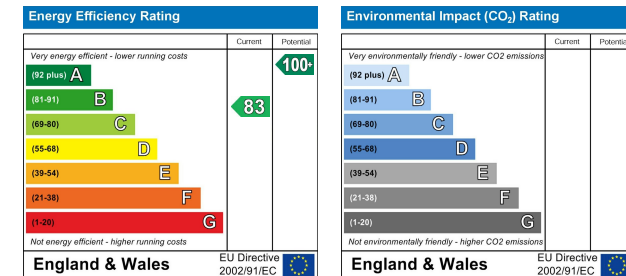 Energy Efficiency Rating
Current Potential
Very energy efficient - lower running costs
(92 plus) A
(81-91) B
(69-80) C
(55-68) D
(39-54) E
(21-38) F
(1-20) G
83
100+
Not energy efficient - higher running costs
England & Wales
EU Directive
2002/91/EC
Environmental Impact (CO2) Rating
Current Potential
Very environmentally friendly - lower CO2 emissions
(92 plus) A
(81-91) B
(69-80) C
(55-68) D
(39-54) E
(21-38) F
(1-20) G
Not environmentally friendly - higher CO2 emissions
England & Wales
EU Directive
2002/91/EC